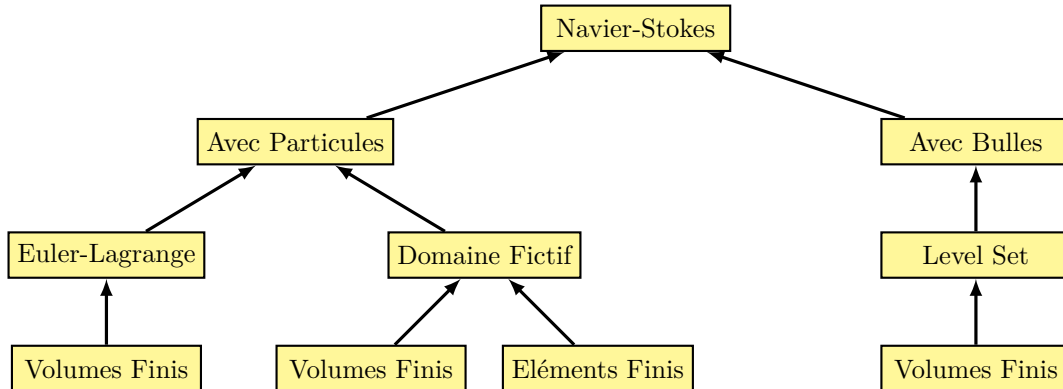 Navier-Stokes
Avec Particules
Avec Bulles
Euler-Lagrange
Domaine Fictif
Level Set
Volumes Finis
Volumes Finis
Eléments Finis
Volumes Finis